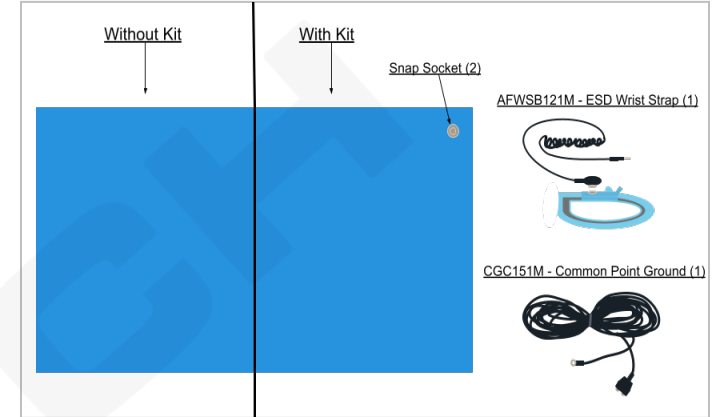 Without Kit
With Kit
Snap Socket (2)
AFWSB121M - ESD Wrist Strap (1)
CGC151M - Common Point Ground (1)